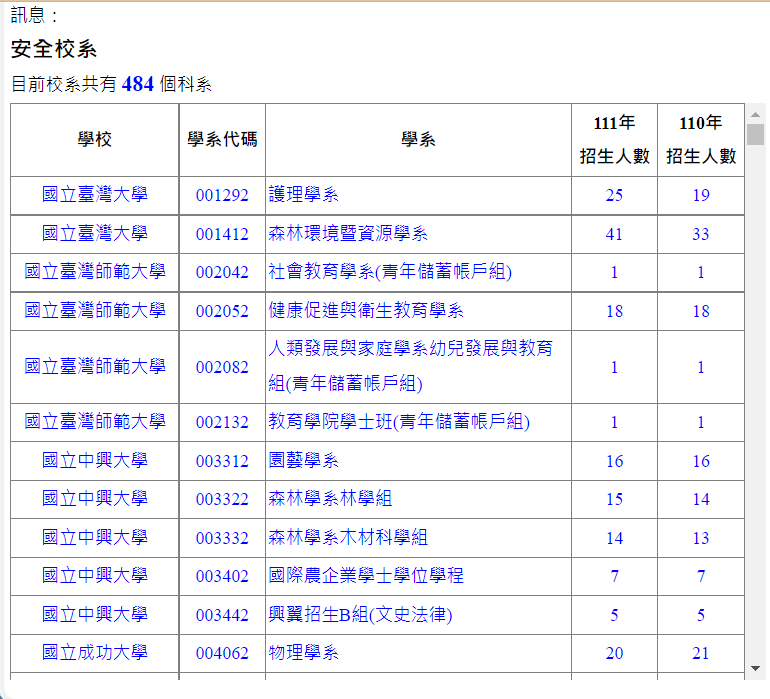 訊息：
安全校系
目前校系共有 484 個科系
學校 學系代碼 學系 111年 招生人數 110年 招生人數
國立臺灣大學 001292 護理學系 25 19
國立臺灣大學 001412 森林環境暨資源學系 41 33
國立臺灣師範大學 002042 社會教育學系(青年儲蓄帳戶組) 1 1
國立臺灣師範大學 002052 健康促進與衛生教育學系 18 18
國立臺灣師範大學 002082 人類發展與家庭學系幼兒發展與教育 1 1
組(青年儲蓄帳戶組)
國立臺灣師範大學 002132 教育學院學士班(青年儲蓄帳戶組) 1 1
國立中興大學 003312 園藝學系 16 16
國立中興大學 003322 森林學系林學組 15 14
國立中興大學 003332 森林學系木材科學組 14 13
國立中興大學 003402 國際農企業學士學位學程 7 7
國立中興大學 003442 興翼招生B組(文史法律) 5 5
國立成功大學 004062 物理學系 20 21